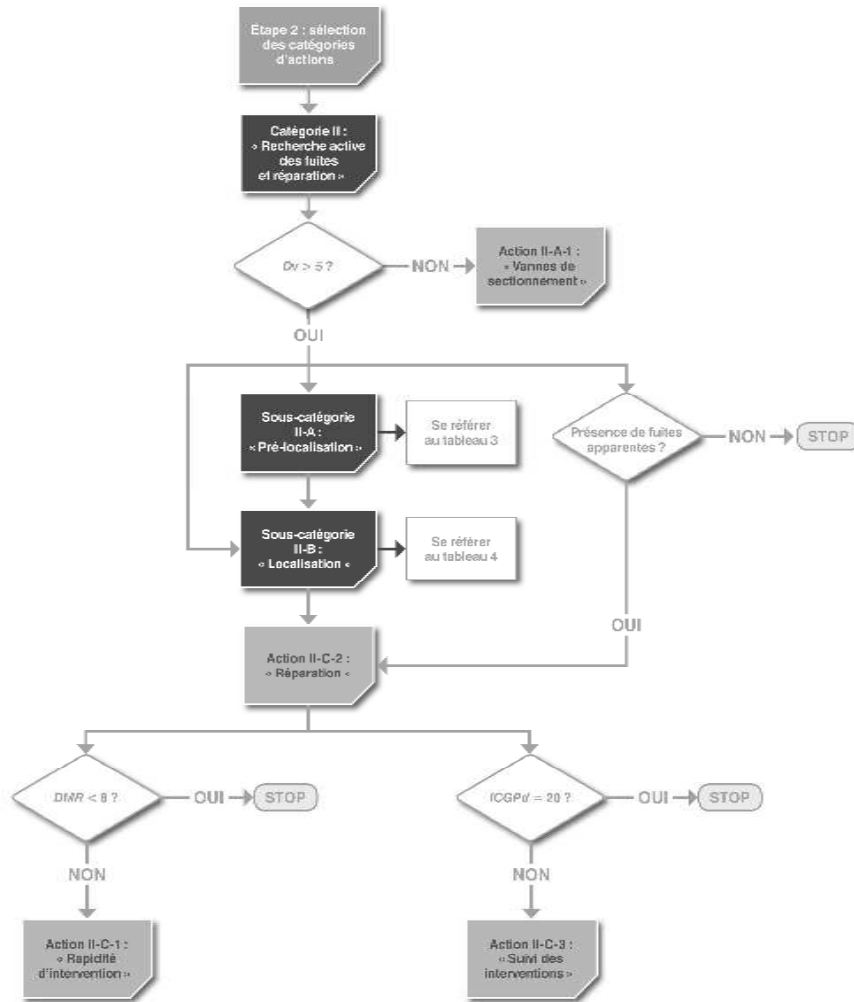 Étape 2 : sélection
des catégories
d'actions
Catégorie II :
« Recherche active
des fuites
et réparation »
Dv > 5 ?
NON
Action II-A-1 :
« Vannes de
sectionnement »
OUI
Sous-catégorie
II-A :
« Pré-localisation »
Se référer
au tableau 3
Présence de fuites
apparentes ?
NON
STOP
Sous-catégorie
II-B :
« Localisation «
Se référer
au tableau 4
OUI
Action II-C-2 :
« Réparation «
DMR < 8 ?
OUI
STOP
= 20 ?
OUI
STOP
NON
NON
Action II-C-1 :
« Rapidité
d'intervention »
Action II-C-3 :
« Suivi des
interventions »